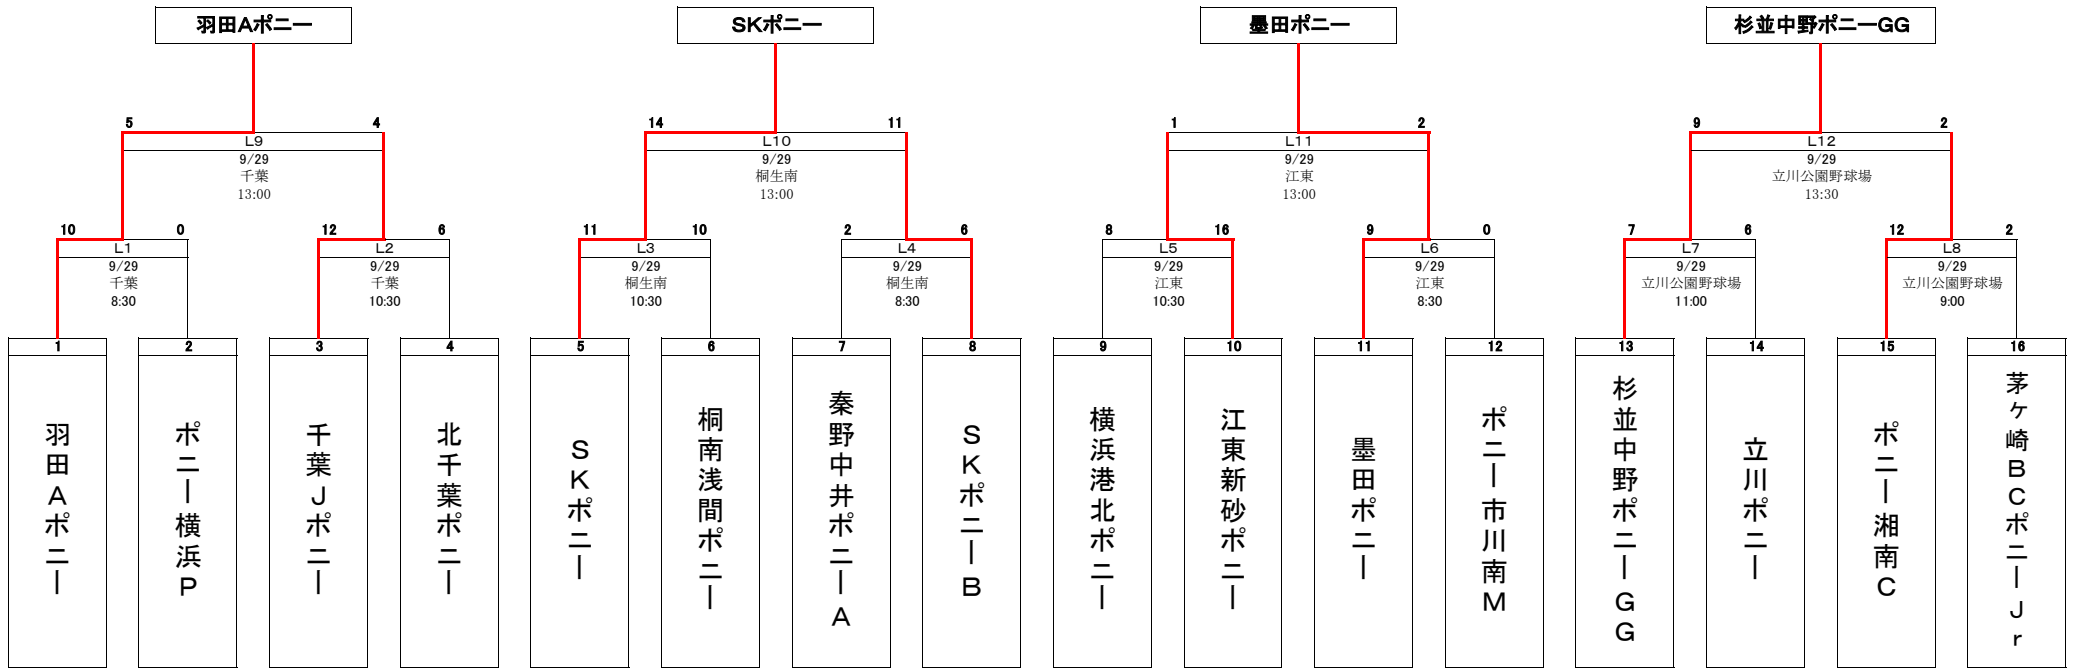 羽田Aポニー
SKポニー
墨田ポニー
杉並中野ポニーGG
5 4
14 11
1 2
9 2
L9
9/29
千葉
13:00
L10
9/29
桐生南
13:00
L11
9/29
江東
13:00
L12
9/29
立川公園野球場
13:30
10 0
12 6
11 10
2 6
8 16
9 0
7 6
12 2
L1
9/29
千葉
8:30
L2
9/29
千葉
10:30
L3
9/29
桐生南
10:30
L4
9/29
桐生南
8:30
L5
9/29
江東
10:30
L6
9/29
江東
8:30
L7
9/29
立川公園野球場
11:00
L8
9/29
立川公園野球場
9:00
1
羽田Aポニー
2
ポニー横浜P
3
千葉Jポニー
4
北千葉ポニー
5
SKポニー
6
桐南浅間ポニー
7
秦野中井ポニーA
8
SKポニーB
9
横浜港北ポニー
10
江東新砂ポニー
11
墨田ポニー
12
ポニー市川南M
13
杉並中野ポニーGG
14
立川ポニー
15
ポニー湘南C
16
茅ヶ崎BCポニーJr